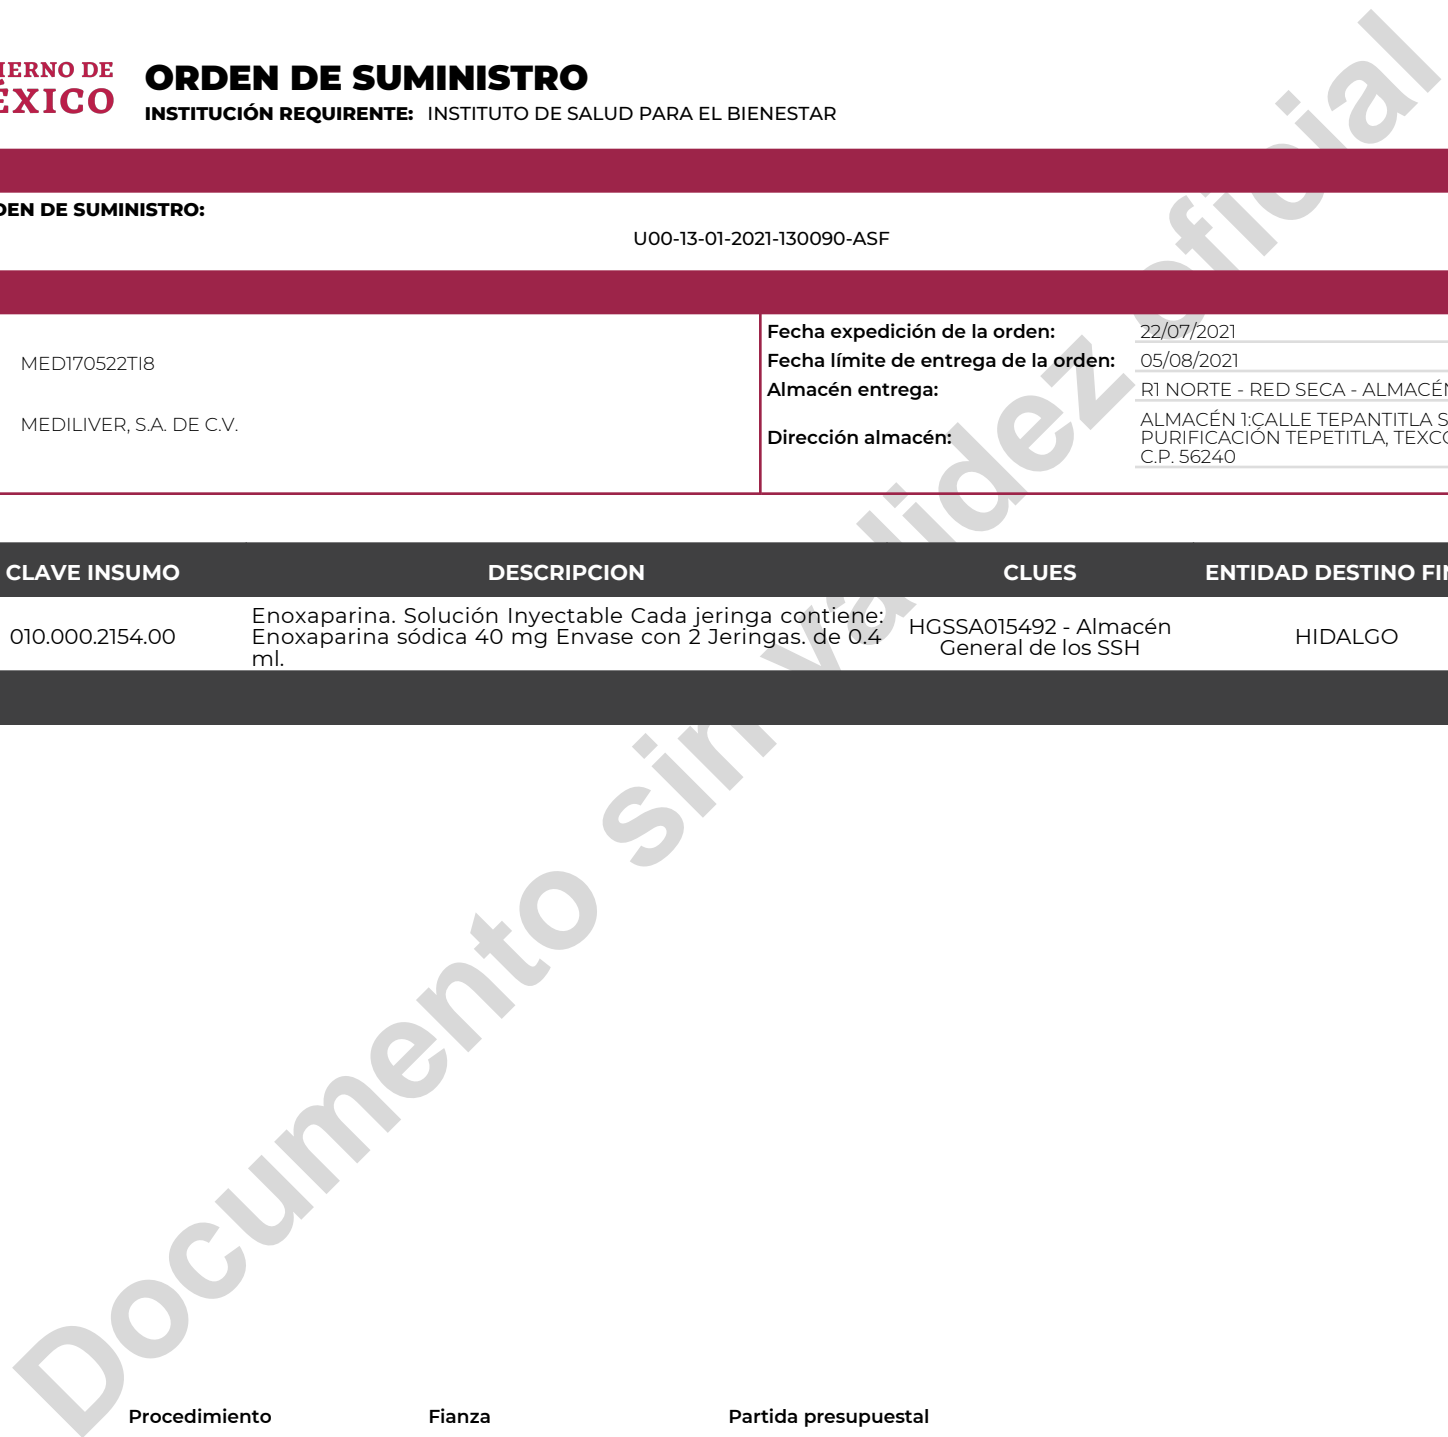 IERNO DE
ÉXICO
ORDEN DE SUMINISTRO
INSTITUCIÓN REQUIRENTE: INSTITUTO DE SALUD PARA EL BIENESTAR
DEN DE SUMINISTRO:
U00-13-01-2021-130090-ASF
MED170522TI8
MEDILIVER, S.A. DE C.V.
Fecha expedición de la orden: 22/07/2021
Fecha límite de entrega de la orden: 05/08/2021
Almacén entrega: R1 NORTE - RED SECA - ALMACÉN
Dirección almacén: ALMACÉN 1:CALLE TEPANTITLA S
PURIFICACIÓN TEPETITLA, TEXCO
C.P. 56240
CLAVE INSUMO DESCRIPCION CLUES ENTIDAD DESTINO FIN
010.000.2154.00
Enoxaparina. Solución Inyectable Cada jeringa contiene:
Enoxaparina sódica 40 mg Envase con 2 Jeringas. de 0.4
ml.
HGSSA015492 - Almacén
General de los SSH
HIDALGO
Documento sin validez oficial
Procedimiento Fianza Partida presupuestal